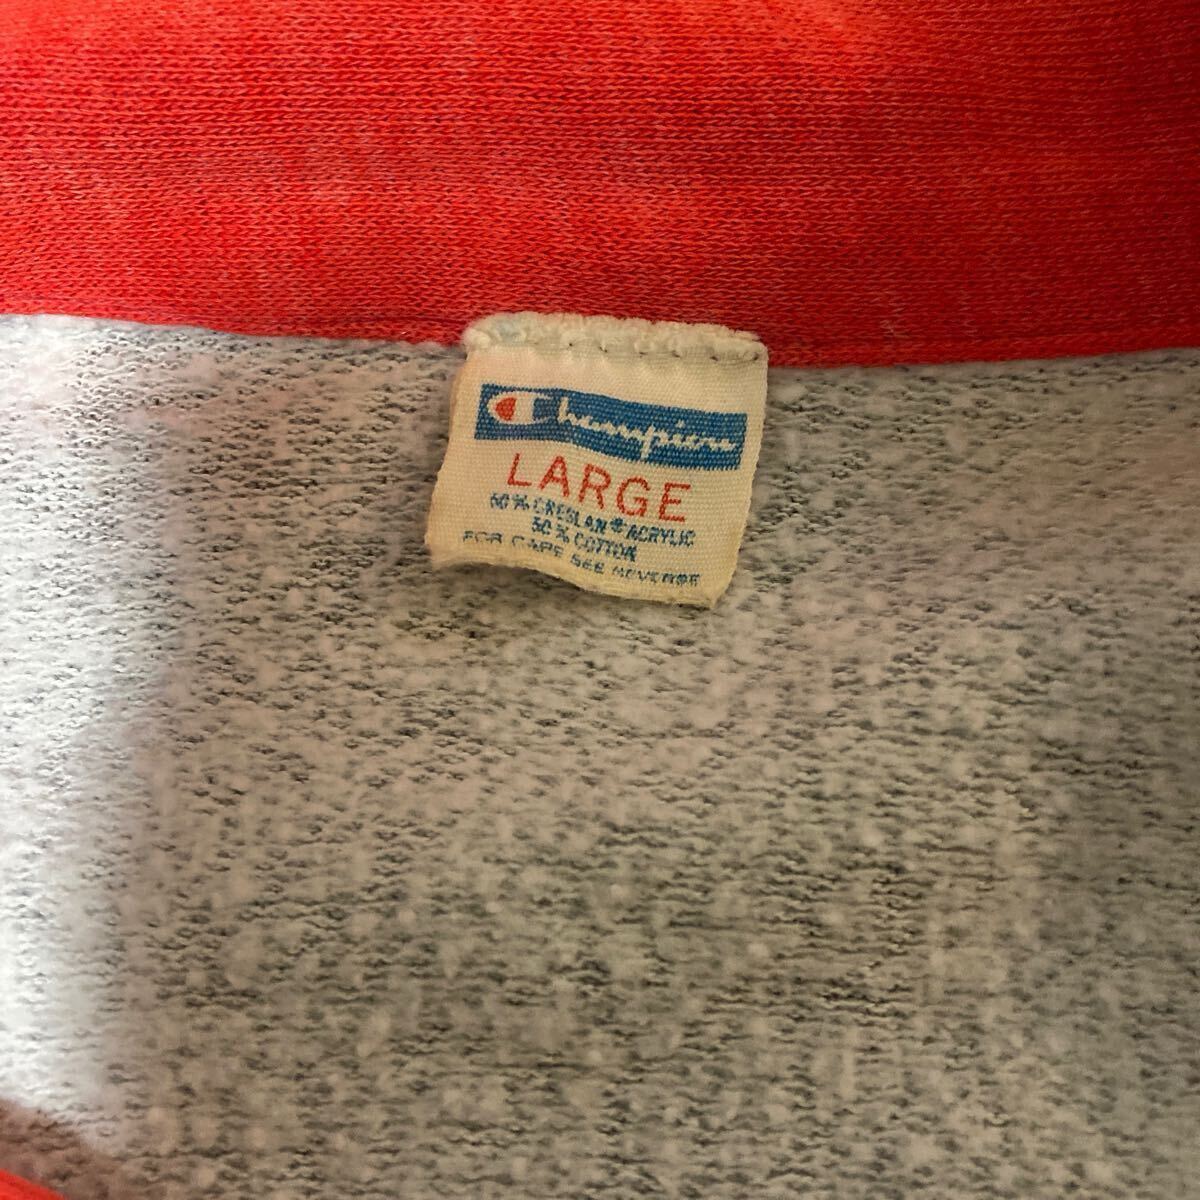 Champion
LARGE
50% CRESLAN® ACRYLIC
50% COTTON
FOR CARE SEE REVERSE